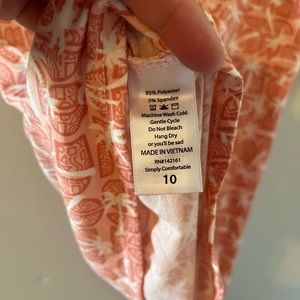 95% Polyester
5% Spandex
Machine Wash Cold
Gentle Cycle
Do Not Bleach
Hang Dry
or you'll be sad
MADE IN VIETNAM
RN#142161
Simply Comfortable
10